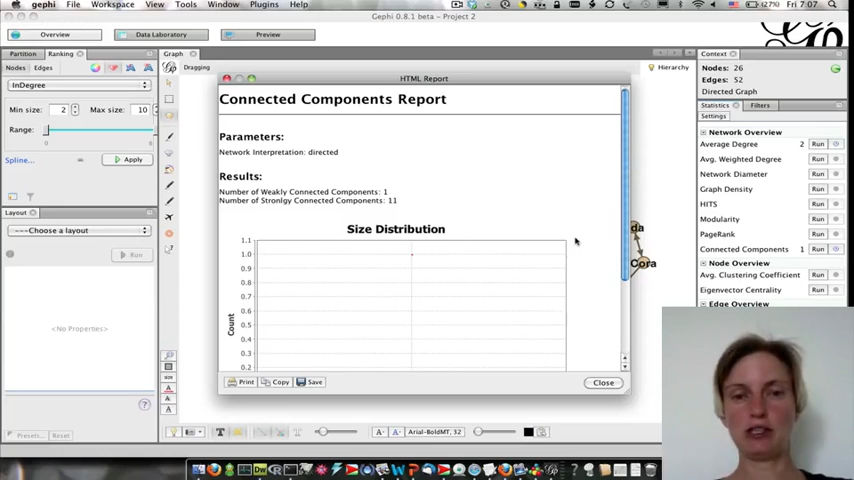 gephi File Workspace View Tools Window Plugins Help
(27%) Fri 7:07
Gephi 0.8.1 beta - Project 2
Overview
Data Laboratory
Preview
Partition
Ranking
Nodes Edges
InDegree
Min size: 2 Max size: 10
Range:
0
Spline...
Apply
Layout
---Choose a layout
Run
<No Properties>
Presets... Reset
Graph
Dragging
Hierarchy
HTML Report
Connected Components Report
Parameters:
Network Interpretation: directed
Results:
Number of Weakly Connected Components: 1
Number of Stronlgy Connected Components: 11
Size Distribution
Count
1.1
1.0
0.9
0.8
0.7
0.6
0.5
0.4
0.3
0.2
Print Copy Save
Close
da
Cora
Arial-BoldMT, 32
Context
Nodes: 26
Edges: 52
Directed Graph
Statistics
Filters
Settings
Network Overview
Average Degree 2 Run
Avg. Weighted Degree Run
Network Diameter Run
Graph Density Run
HITS Run
Modularity Run
PageRank Run
Connected Components 1 Run
Node Overview
Avg. Clustering Coefficient Run
Eigenvector Centrality Run
Edge Overview